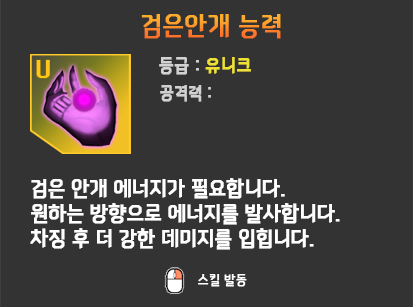 검은안개 능력
U
등급 : 유니크
공격력 :
검은 안개 에너지가 필요합니다.
원하는 방향으로 에너지를 발사합니다.
차징 후 더 강한 데미지를 입힙니다.
스킬 발동